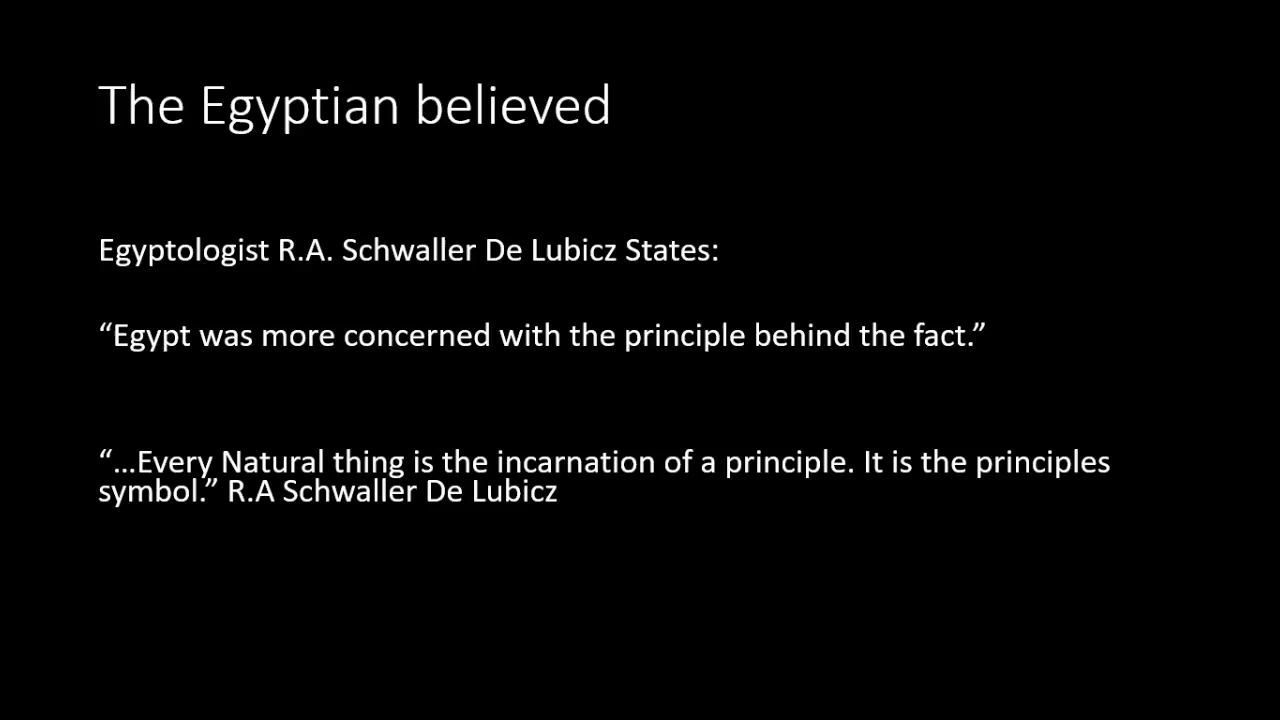 The Egyptian believed
Egyptologist R.A. Schwaller De Lubicz States:
“Egypt was more concerned with the principle behind the fact.”
“…Every Natural thing is the incarnation of a principle. It is the principles
symbol.” R.A Schwaller De Lubicz